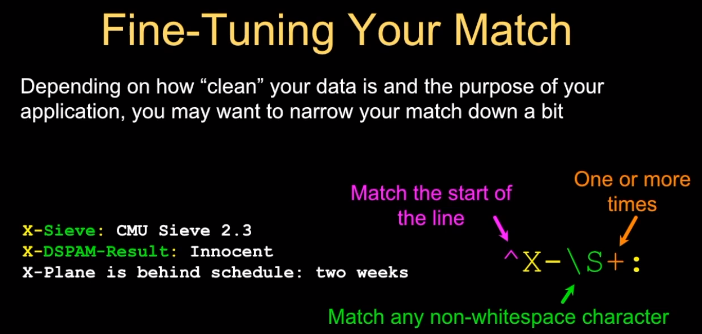 Fine-Tuning Your Match
Depending on how “clean” your data is and the purpose of your
application, you may want to narrow your match down a bit
X-Sieve: CMU Sieve 2.3
X-DSPAM-Result: Innocent
X-Plane is behind schedule: two weeks
Match the start of
the line
One or more
times
^X-\S+:
Match any non-whitespace character